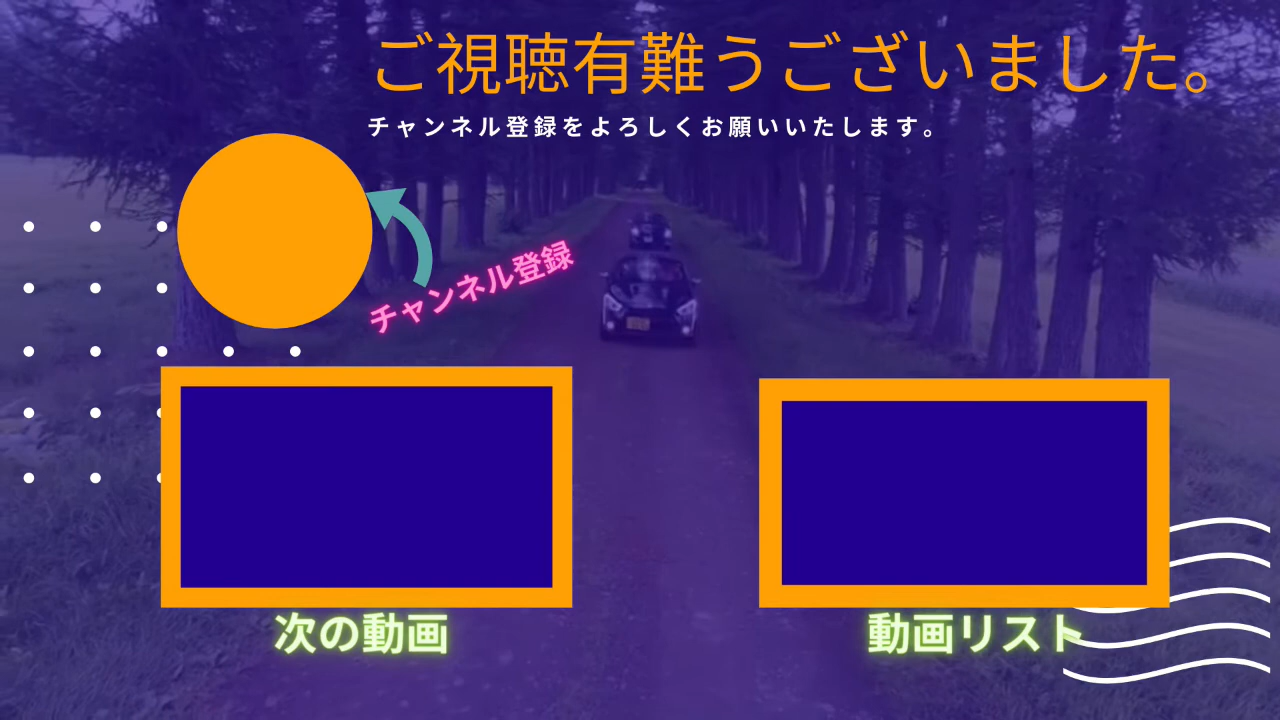 ご視聴有難うございました。
チャンネル登録をよろしくお願いいたします。
チャンネル登録
次の動画
動画リスト